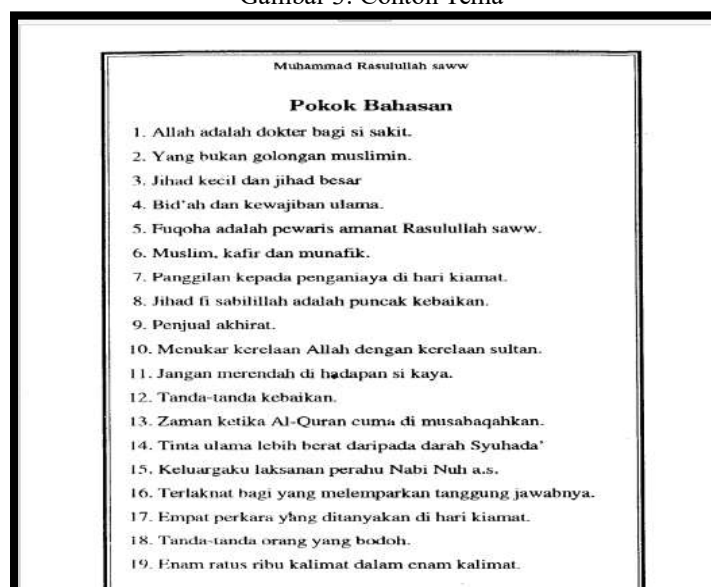 Gambar 3. Contoh Tema
Muhammad Rasulullah saww
Pokok Bahasan
1. Allah adalah dokter bagi si sakit.
2. Yang bukan golongan muslimin.
3. Jihad kecil dan jihad besar
4. Bid'ah dan kewajiban ulama.
5. Fuqoha adalah pewaris amanat Rasulullah saww.
6. Muslim, kafir dan munafik.
7. Panggilan kepada penganiaya di hari kiamat.
8. Jihad fi sabilillah adalah puncak kebaikan.
9. Penjual akhirat.
10. Menukar kerelaan Allah dengan kerelaan sultan.
11. Jangan merendah di hadapan si kaya.
12. Tanda-tanda kebaikan.
13. Zaman ketika Al-Quran cuma di musabaqahkan.
14. Tinta ulama lebih berat daripada darah Syuhada'
15. Keluargaku laksanan perahu Nabi Nuh a.s.
16. Terlaknat bagi yang melemparkan tanggung jawabnya.
17. Empat perkara yang ditanyakan di hari kiamat.
18. Tanda-tanda orang yang bodoh.
19. Enam ratus ribu kalimat dalam enam kalimat.